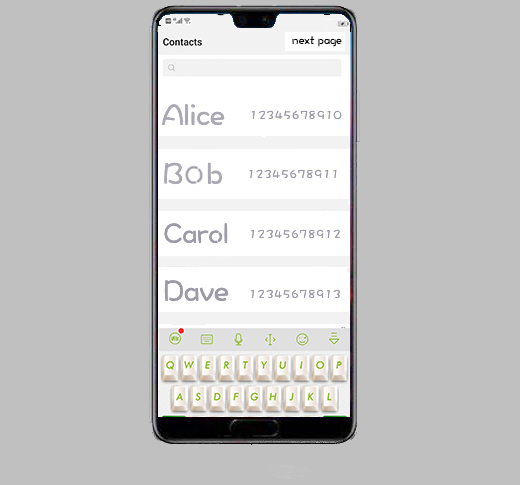 Contacts next page
Alice 12345678910
Bob 12345678911
Carol 12345678912
Dave 12345678913
Q W E R T Y U I O P
A S D F G H J K L